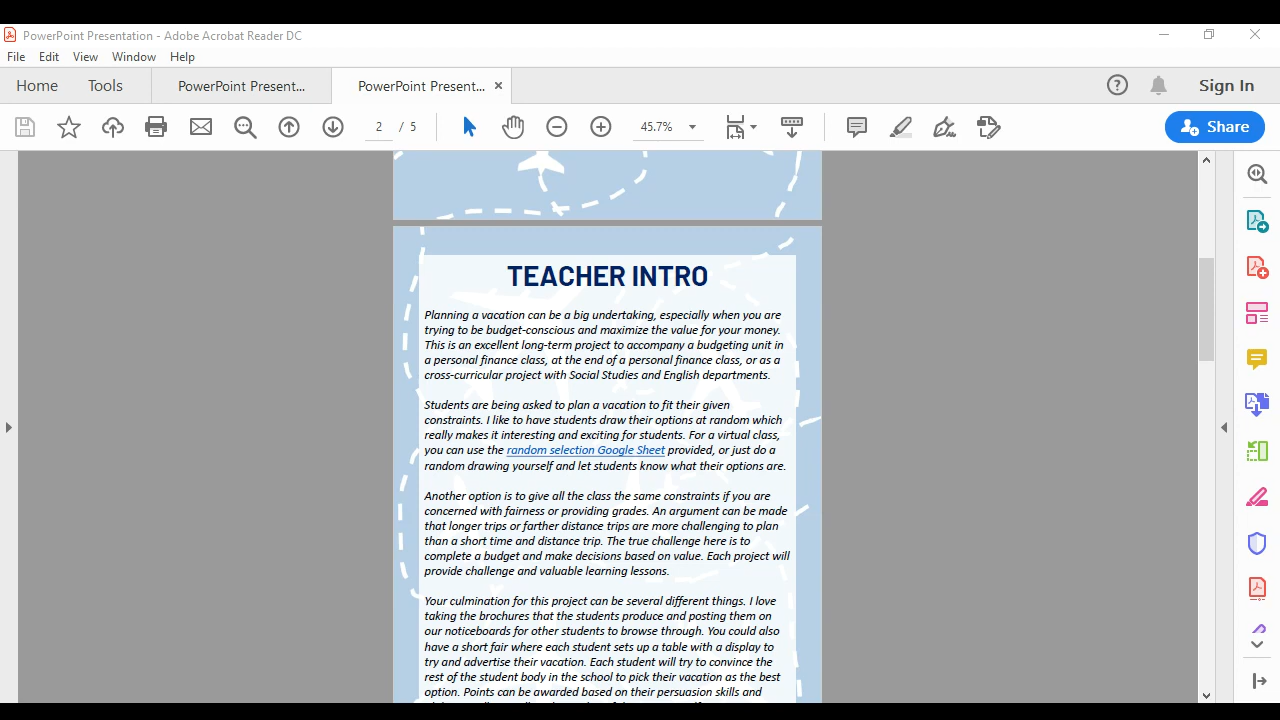 PowerPoint Presentation - Adobe Acrobat Reader DC
File Edit View Window Help
Home Tools PowerPoint Present... PowerPoint Present... Sign In
2 / 5 45.7% Share
TEACHER INTRO
Planning a vacation can be a big undertaking, especially when you are
trying to be budget-conscious and maximize the value for your money.
This is an excellent long-term project to accompany a budgeting unit in
a personal finance class, at the end of a personal finance class, or as a
cross-curricular project with Social Studies and English departments.
Students are being asked to plan a vacation to fit their given
constraints. I like to have students draw their options at random which
really makes it interesting and exciting for students. For a virtual class,
you can use the random selection Google Sheet provided, or just do a
random drawing yourself and let students know what their options are.
Another option is to give all the class the same constraints if you are
concerned with fairness or providing grades. An argument can be made
that longer trips or farther distance trips are more challenging to plan
than a short time and distance trip. The true challenge here is to
complete a budget and make decisions based on value. Each project will
provide challenge and valuable learning lessons.
Your culmination for this project can be several different things. I love
taking the brochures that the students produce and posting them on
our noticeboards for other students to browse through. You could also
have a short fair where each student sets up a table with a display to
try and advertise their vacation. Each student will try to convince the
rest of the student body in the school to pick their vacation as the best
option. Points can be awarded based on their persuasion skills and